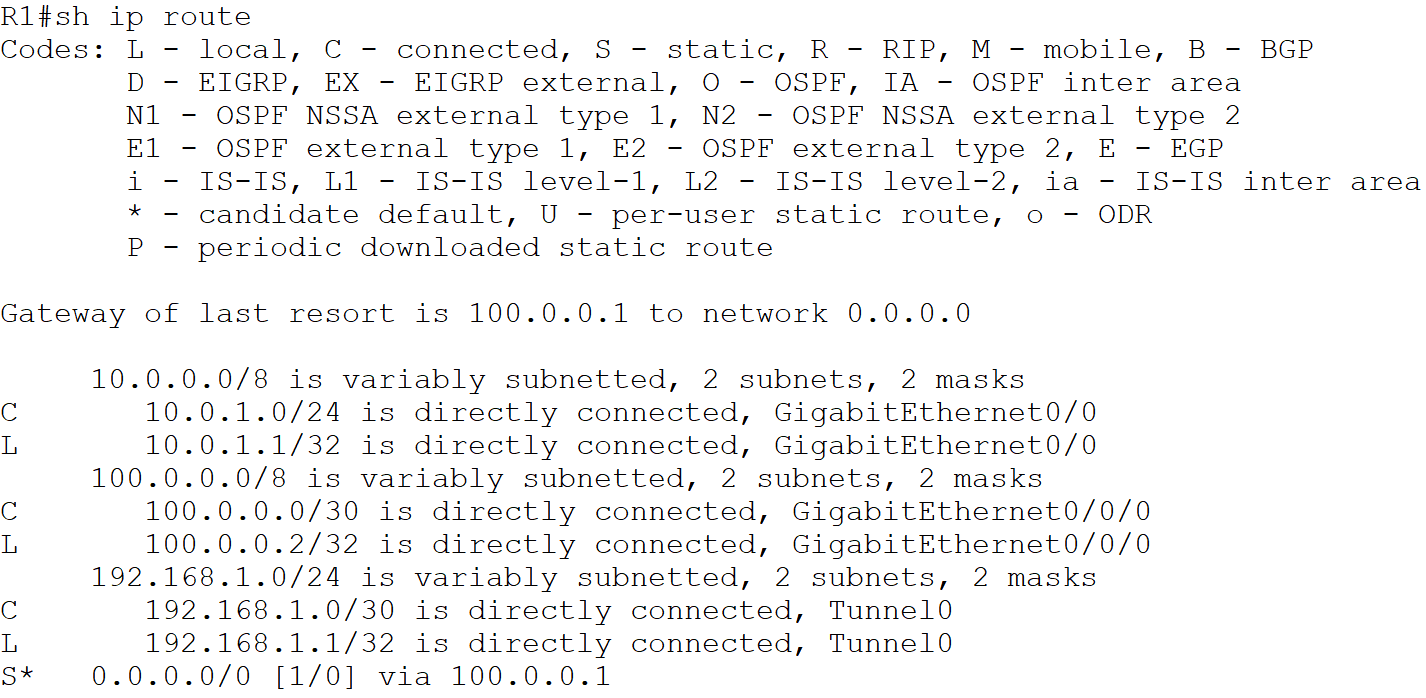 R1#sh ip route
Codes: L - local, C - connected, S - static, R - RIP, M - mobile, B - BGP
       D - EIGRP, EX - EIGRP external, O - OSPF, IA - OSPF inter area
       N1 - OSPF NSSA external type 1, N2 - OSPF NSSA external type 2
       E1 - OSPF external type 1, E2 - OSPF external type 2, E - EGP
       i - IS-IS, L1 - IS-IS level-1, L2 - IS-IS level-2, ia - IS-IS inter area
       * - candidate default, U - per-user static route, o - ODR
       P - periodic downloaded static route

Gateway of last resort is 100.0.0.1 to network 0.0.0.0

     10.0.0.0/8 is variably subnetted, 2 subnets, 2 masks
C       10.0.1.0/24 is directly connected, GigabitEthernet0/0
L       10.0.1.1/32 is directly connected, GigabitEthernet0/0
     100.0.0.0/8 is variably subnetted, 2 subnets, 2 masks
C       100.0.0.0/30 is directly connected, GigabitEthernet0/0/0
L       100.0.0.2/32 is directly connected, GigabitEthernet0/0/0
     192.168.1.0/24 is variably subnetted, 2 subnets, 2 masks
C       192.168.1.0/30 is directly connected, Tunnel0
L       192.168.1.1/32 is directly connected, Tunnel0
S*   0.0.0.0/0 [1/0] via 100.0.0.1